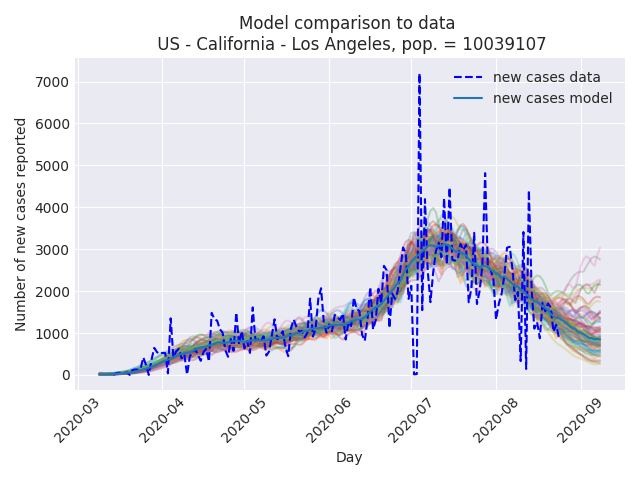 Model comparison to data
US - California - Los Angeles, pop. = 10039107
Number of new cases reported
7000
6000
5000
4000
3000
2000
1000
0
new cases data
new cases model
2020-03
2020-04
2020-05
2020-06
2020-07
2020-08
2020-09
Day